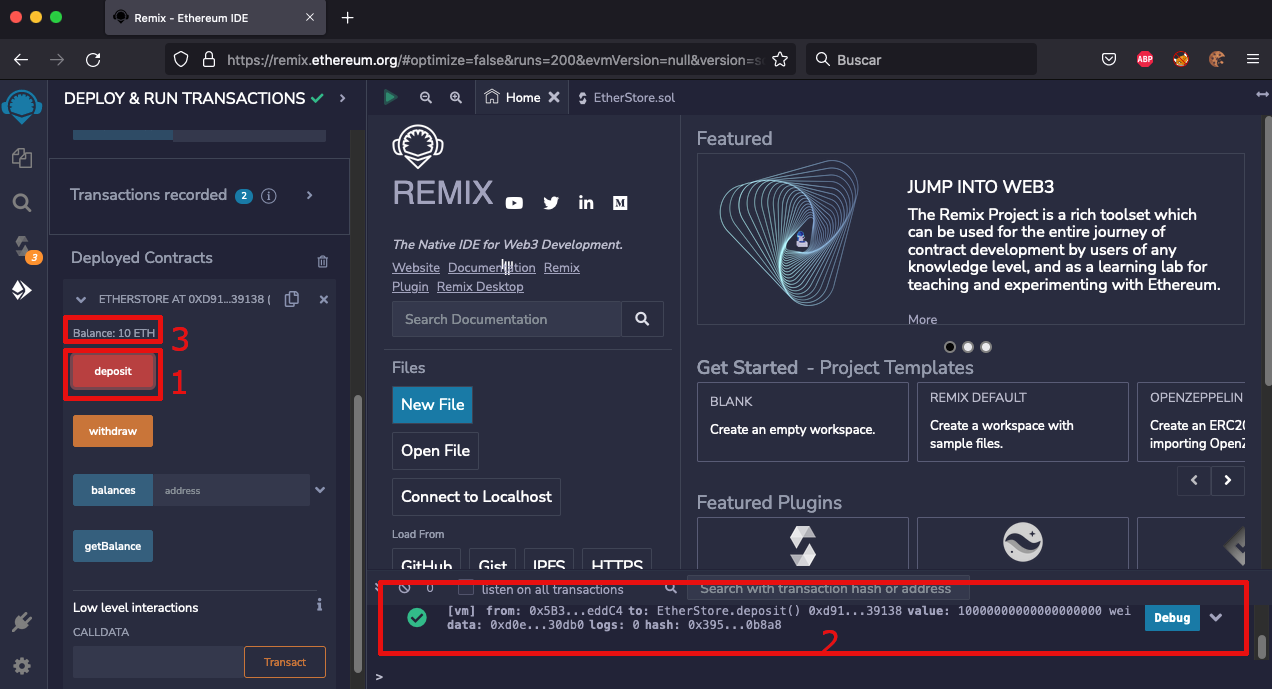 Remix - Ethereum IDE
https://remix.ethereum.org/#optimize=false&runs=200&evmVersion=null&version=s
Buscar
ABP
DEPLOY & RUN TRANSACTIONS
Transactions recorded 2 i
Deployed Contracts
3
ETHERSTORE AT 0XD91...39138 (
Balance: 10 ETH
3
deposit
1
withdraw
balances address
getBalance
Low level interactions
CALLDATA
Transact
Home
EtherStore.sol
REMIX
The Native IDE for Web3 Development.
Website Documentation Remix
Plugin Remix Desktop
Search Documentation
Files
New File
Open File
Connect to Localhost
Load From
GitHub Gist IPFS HTTPS
Featured
JUMP INTO WEB3
The Remix Project is a rich toolset which
can be used for the entire journey of
contract development by users of any
knowledge level, and as a learning lab for
teaching and experimenting with Ethereum.
More
Get Started - Project Templates
BLANK
Create an empty workspace.
REMIX DEFAULT
Create a workspace with
sample files.
OPENZEPPELIN
Create an ERC20
importing OpenZ
Featured Plugins
0
listen on all transactions
Search with transaction hash or address
[vm] from: 0x5B3...eddC4 to: EtherStore.deposit() 0xd91...39138 value: 10000000000000000000 wei
data: 0xd0e...30db0 logs: 0 hash: 0x395...0b8a8
Debug
2
>